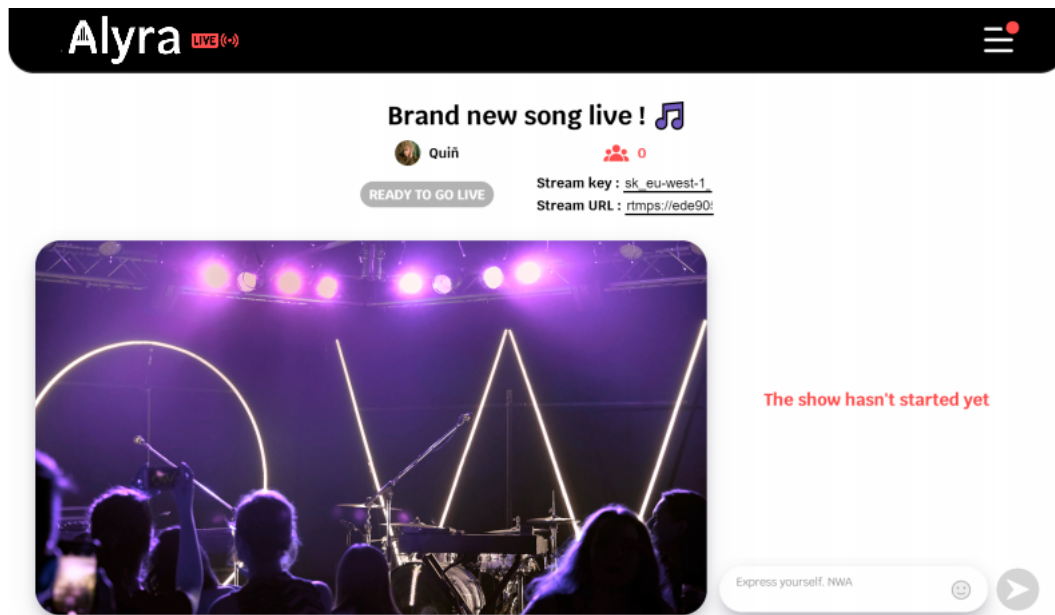 Alyra LIVE
Brand new song live ! 🎵
Quiñ
0
READY TO GO LIVE
Stream key : sk_eu-west-1_
Stream URL : rtmps://ede905
The show hasn't started yet
Express yourself. NWA